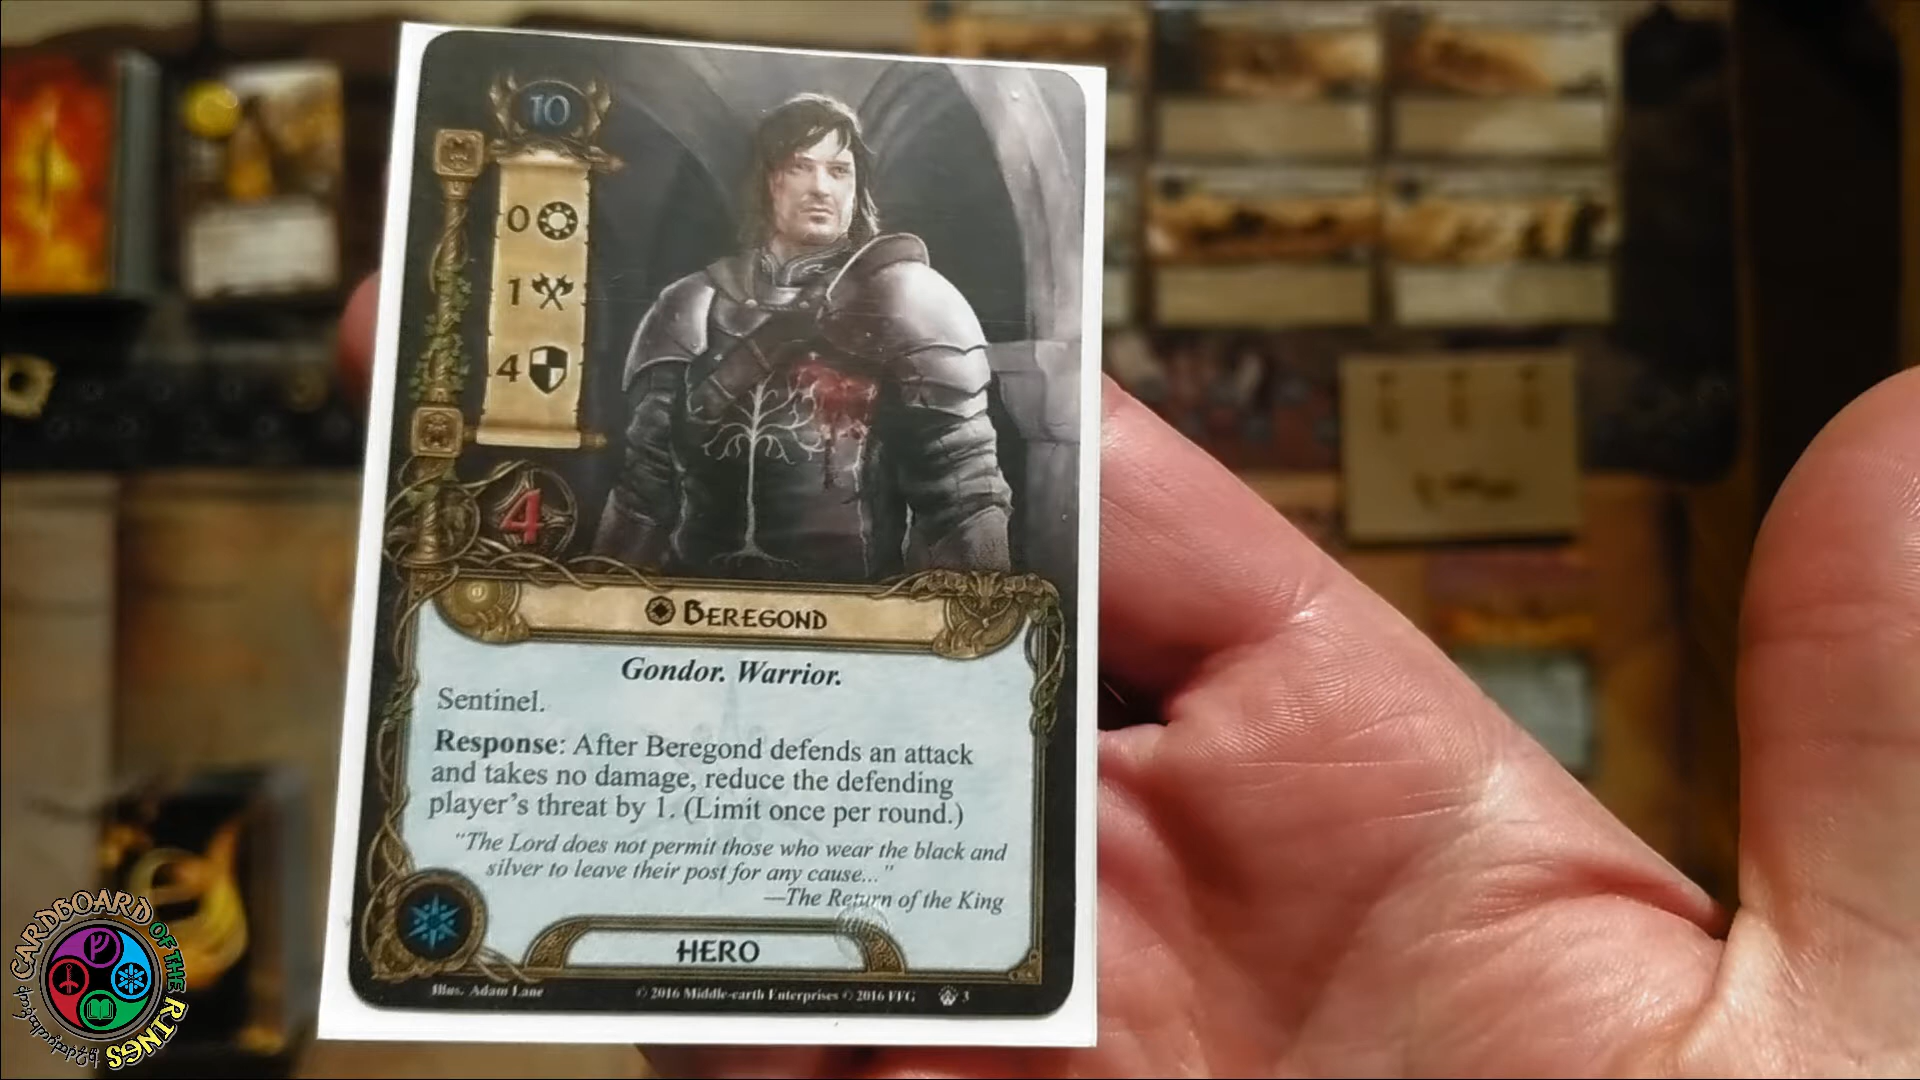 10
0
1
4
4
BEREGOND
Gondor. Warrior.
Sentinel.
Response: After Beregond defends an attack
and takes no damage, reduce the defending
player's threat by 1. (Limit once per round.)
"The Lord does not permit those who wear the black and
silver to leave their post for any cause..."
—The Return of the King
HERO
Illus. Adam Lane © 2016 Middle-earth Enterprises © 2016 FFG 3
CARDBOARD OF THE RINGS